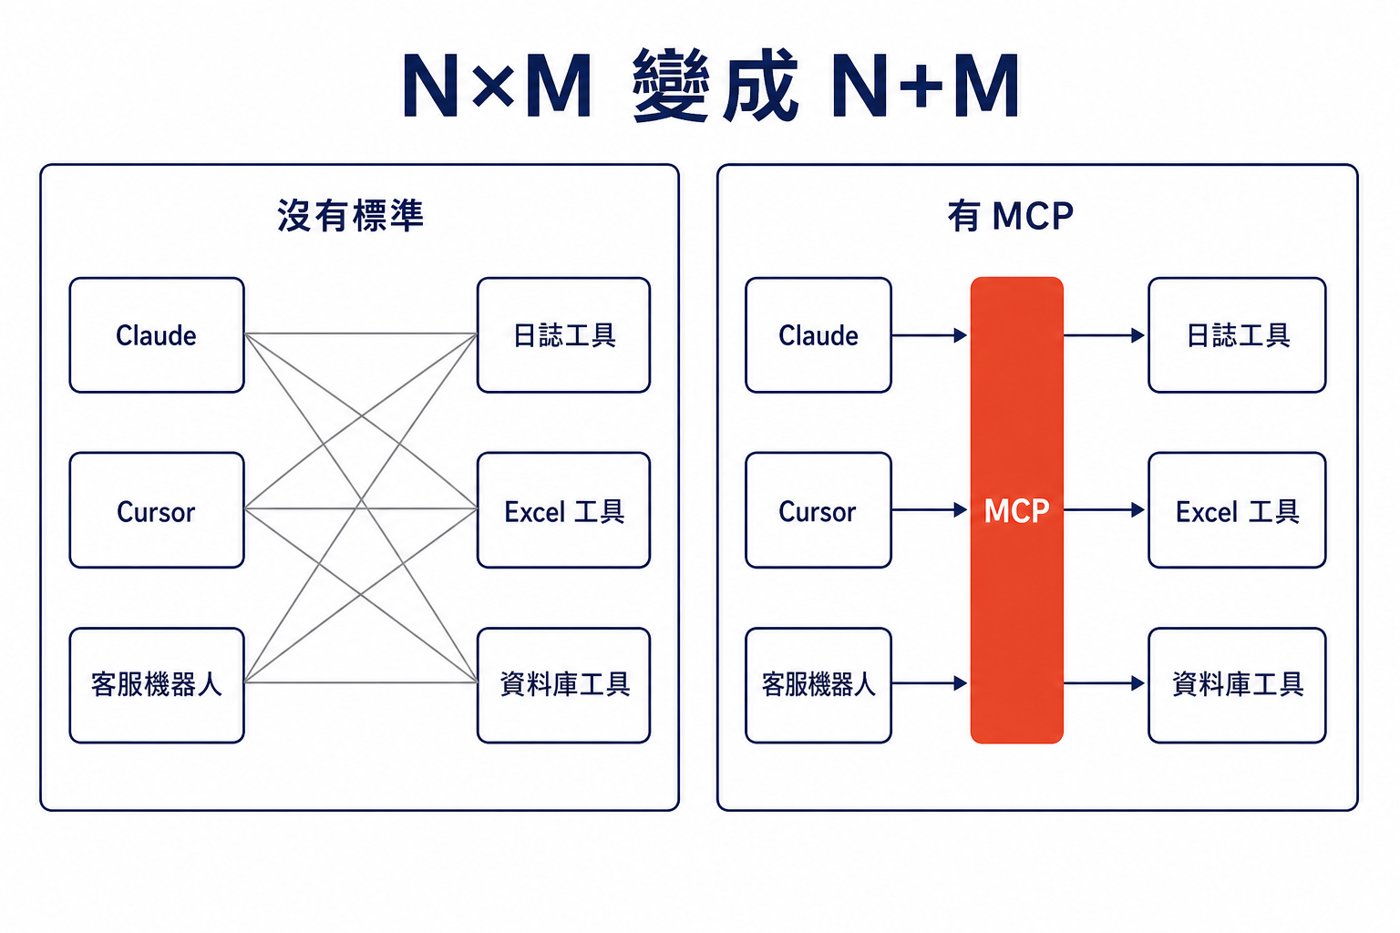 N×M 變成 N+M
沒有標準
Claude
日誌工具
Cursor
Excel 工具
客服機器人
資料庫工具
有 MCP
Claude
日誌工具
Cursor
MCP
Excel 工具
客服機器人
資料庫工具